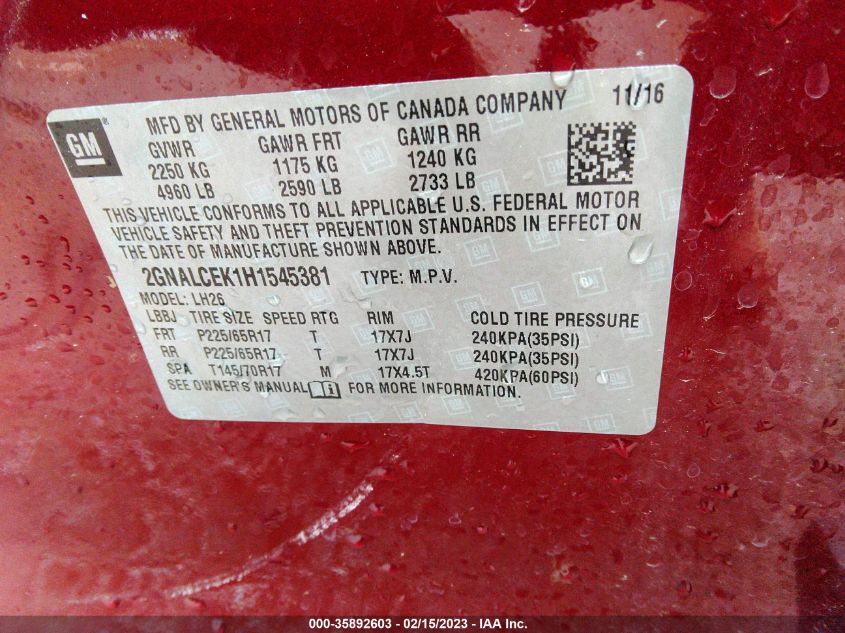 GM ®
MFD BY GENERAL MOTORS OF CANADA COMPANY 11/16
GVWR GAWR FRT GAWR RR
2250 KG 1175 KG 1240 KG
4960 LB 2590 LB 2733 LB
THIS VEHICLE CONFORMS TO ALL APPLICABLE U.S. FEDERAL MOTOR
VEHICLE SAFETY AND THEFT PREVENTION STANDARDS IN EFFECT ON
THE DATE OF MANUFACTURE SHOWN ABOVE.
2GNALCEK1H1545381 TYPE: M.P.V.
MODEL: LH26
LBBJ TIRE SIZE SPEED RTG RIM COLD TIRE PRESSURE
FRT P225/65R17 T 17X7J 240KPA(35PSI)
RR P225/65R17 T 17X7J 240KPA(35PSI)
SPA T145/70R17 M 17X4.5T 420KPA(60PSI)
SEE OWNER'S MANUAL FOR MORE INFORMATION.
000-35892603 - 02/15/2023 - IAA Inc.